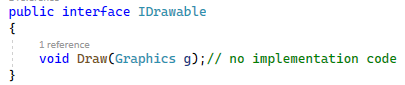 public interface IDrawable
{
1 reference
void Draw(Graphics g);// no implementation code
}